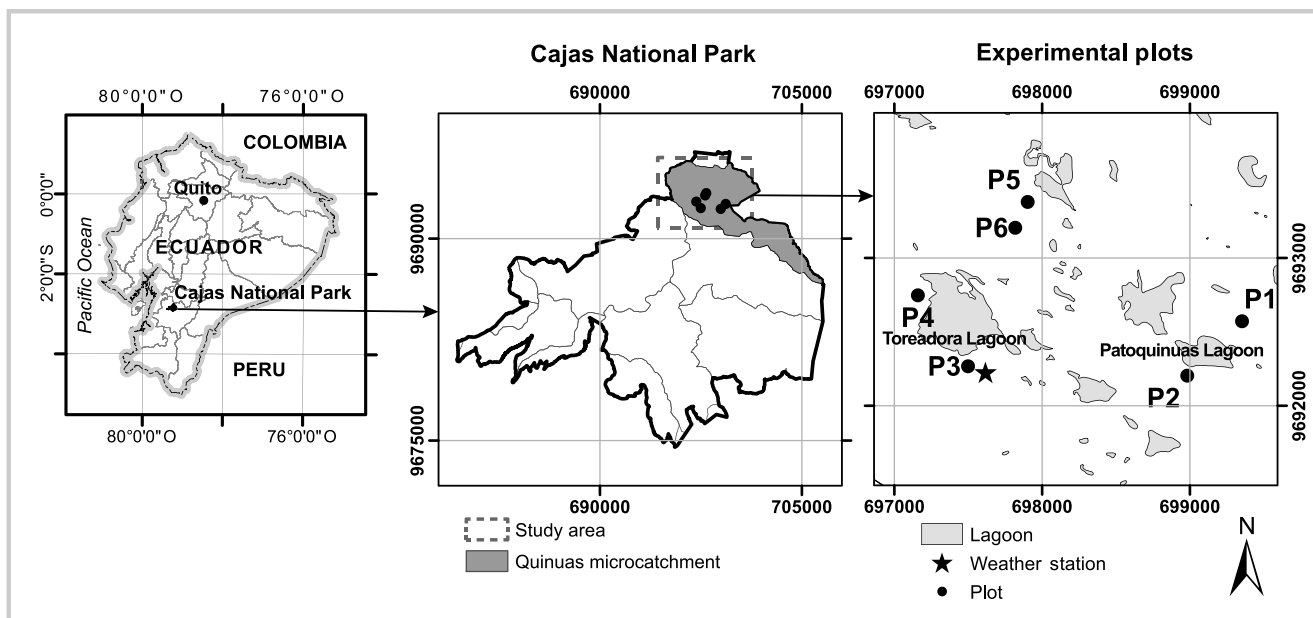 Cajas National Park
Experimental plots
80°0'0"O
76°0'0"O
690000
705000
697000
698000
699000
COLOMBIA
Quito
0°0'0"
ECUADOR
Pacific Ocean
2°0'0"S
Cajas National Park
PERU
80°0'0"O
76°0'0"O
9690000
9675000
690000
705000
P5
P6
9693000
P4
P1
Toreadora Lagoon
Patoquinuas Lagoon
P3
P2
9692000
697000
698000
699000
Study area
Quinuas microcatchment
Lagoon
Weather station
Plot
N